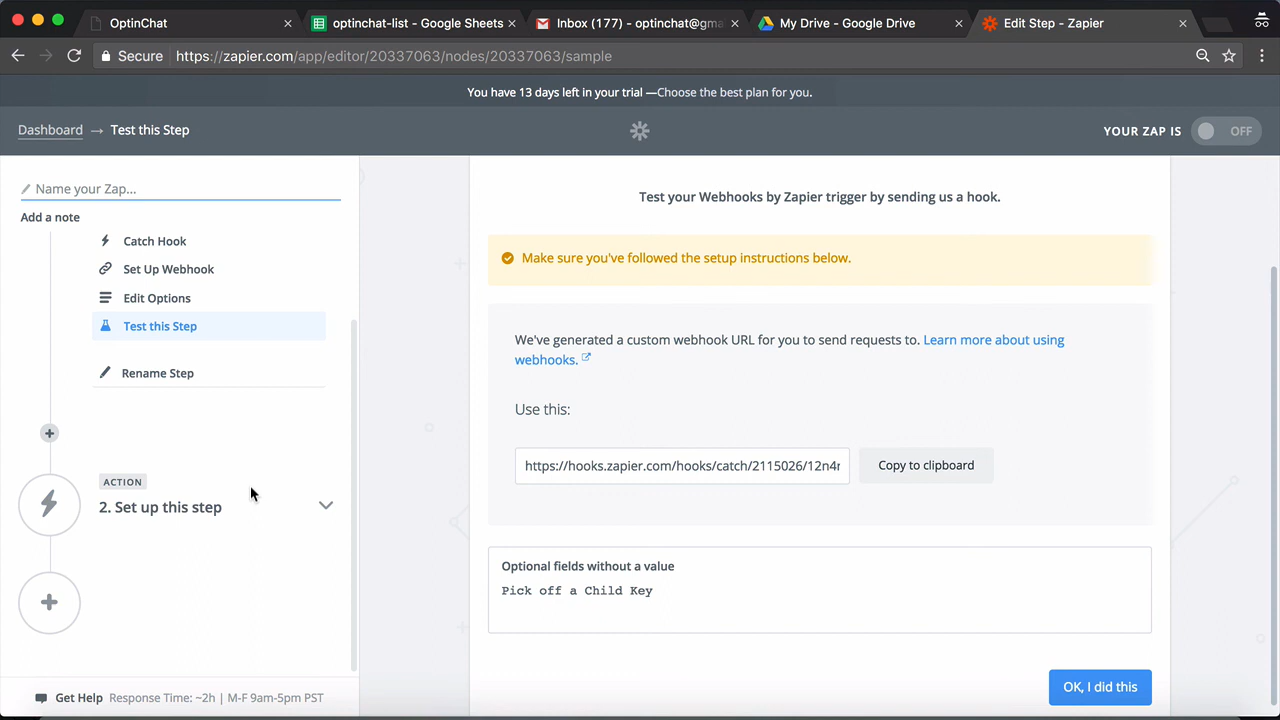 OptinChat
optinchat-list - Google Sheets
Inbox (177) - optinchat@gma
My Drive - Google Drive
Edit Step - Zapier
Secure
https://zapier.com/app/editor/20337063/nodes/20337063/sample
You have 13 days left in your trial —Choose the best plan for you.
Dashboard → Test this Step
YOUR ZAP IS
OFF
Name your Zap...
Add a note
Catch Hook
Set Up Webhook
Edit Options
Test this Step
Rename Step
ACTION
2. Set up this step
Get Help Response Time: ~2h | M-F 9am-5pm PST
Test your Webhooks by Zapier trigger by sending us a hook.
Make sure you've followed the setup instructions below.
We've generated a custom webhook URL for you to send requests to. Learn more about using
webhooks.
Use this:
https://hooks.zapier.com/hooks/catch/2115026/12n4r
Copy to clipboard
Optional fields without a value
Pick off a Child Key
OK, I did this